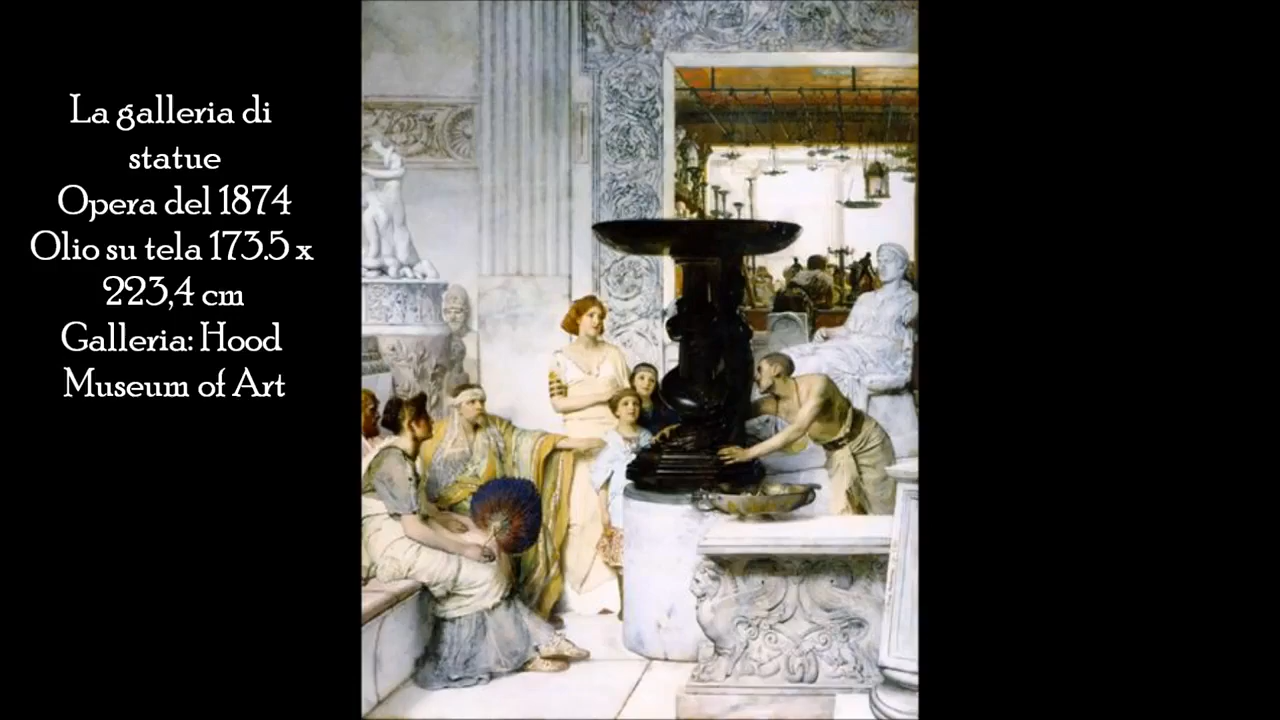 La galleria di
statue
Opera del 1874
Olio su tela 173.5 x
223,4 cm
Galleria: Hood
Museum of Art